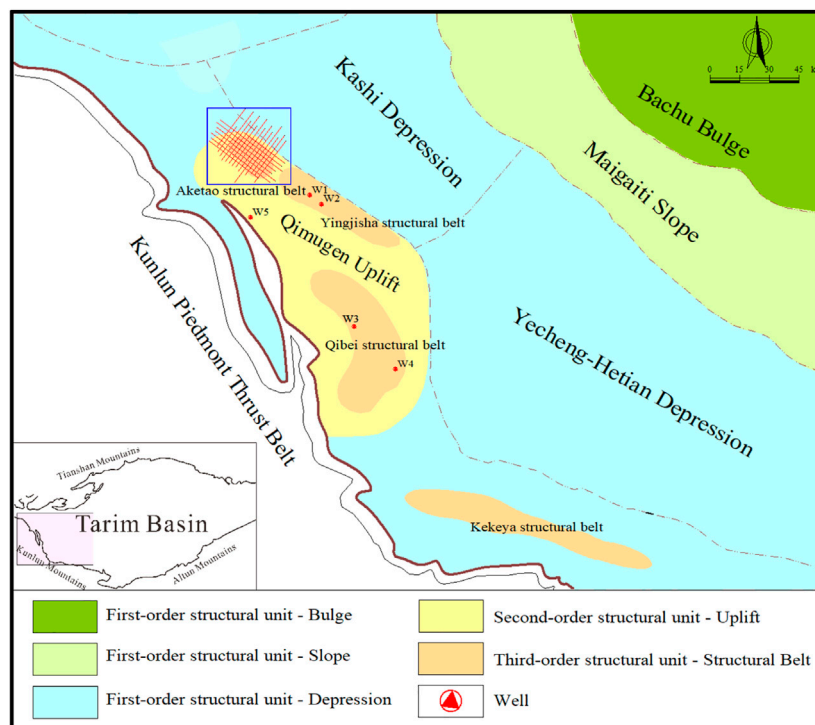 Kashi Depression
Bachu Bulge
Maigaiti Slope
0 15 30 45 k
Aketao structural belt
W1
W2
W5
Yingjisha structural belt
Qimugen Uplift
Kunlun Piedmont Thrust Belt
W3
Qibei structural belt
W4
Yecheng-Hetian Depression
Kekeya structural belt
Tianshan Mountains
Tarim Basin
Kunlun Mountains
Altun Mountains
First-order structural unit - Bulge
Second-order structural unit - Uplift
First-order structural unit - Slope
Third-order structural unit - Structural Belt
First-order structural unit - Depression
Well